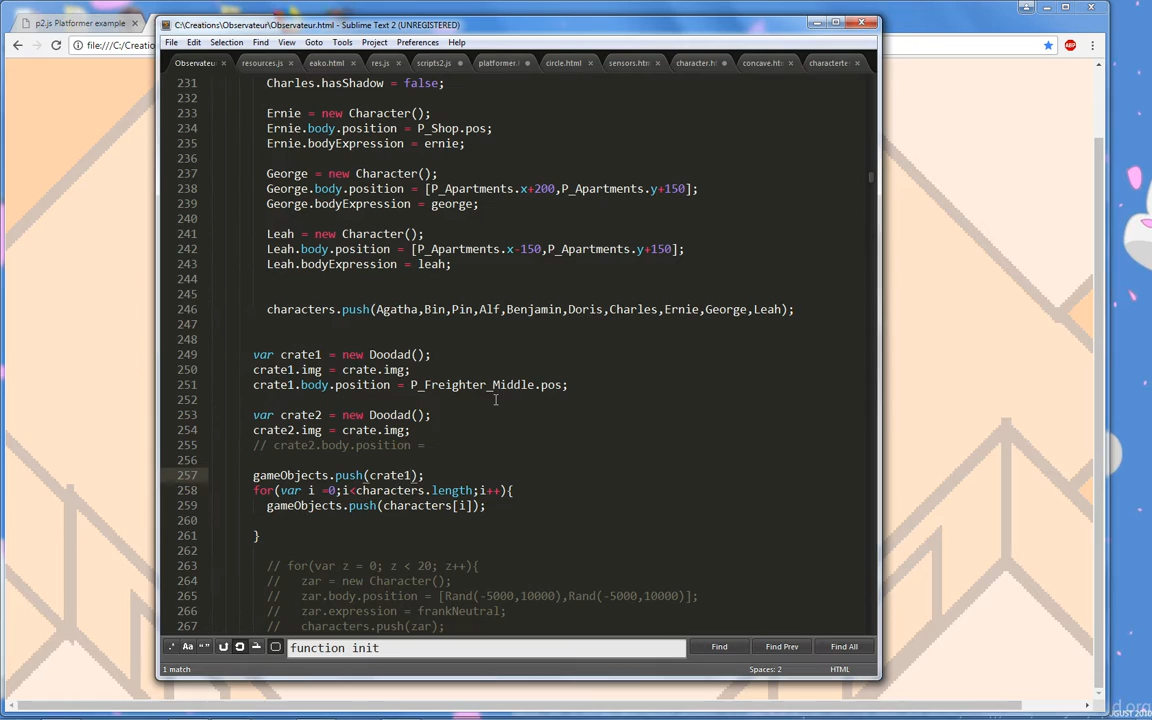 p2.js Platformer example
file:///C:/Creatio
ABP
C:\Creations\Observateur\Observateur.html - Sublime Text 2 (UNREGISTERED)
File Edit Selection Find View Goto Tools Project Preferences Help
Observateu resources.js eako.html res.js scripts2.js platformer. circle.html sensors.htm character.h concave.htm characterte
231 Charles.hasShadow = false;
232
233 Ernie = new Character();
234 Ernie.body.position = P_Shop.pos;
235 Ernie.bodyExpression = ernie;
236
237 George = new Character();
238 George.body.position = [P_Apartments.x+200,P_Apartments.y+150];
239 George.bodyExpression = george;
240
241 Leah = new Character();
242 Leah.body.position = [P_Apartments.x-150,P_Apartments.y+150];
243 Leah.bodyExpression = leah;
244
245
246 characters.push(Agatha,Bin,Pin,Alf,Benjamin,Doris,Charles,Ernie,George,Leah);
247
248
249 var crate1 = new Doodad();
250 crate1.img = crate.img;
251 crate1.body.position = P_Freighter_Middle.pos;
252
253 var crate2 = new Doodad();
254 crate2.img = crate.img;
255 // crate2.body.position =
256
257 gameObjects.push(crate1);
258 for(var i =0;i<characters.length;i++){
259 gameObjects.push(characters[i]);
260
261 }
262
263 // for(var z = 0; z < 20; z++){
264 // zar = new Character();
265 // zar.body.position = [Rand(-5000,10000),Rand(-5000,10000)];
266 // zar.expression = frankNeutral;
267 // characters.push(zar);
.* Aa “” function init Find Find Prev Find All
1 match Spaces: 2 HTML